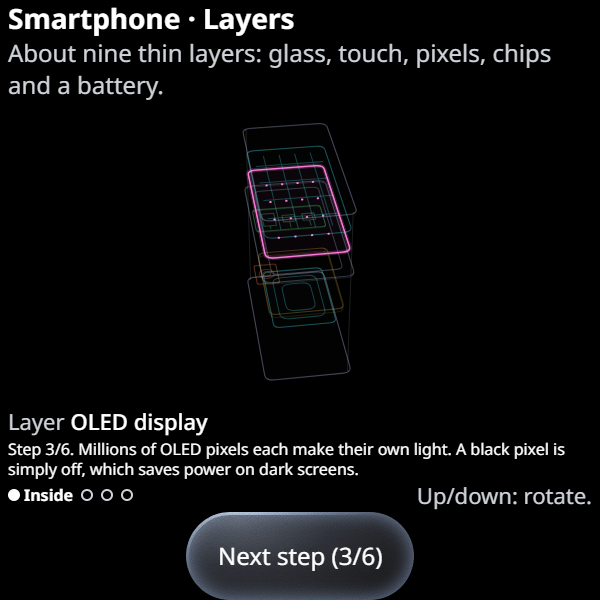 Smartphone · Layers
About nine thin layers: glass, touch, pixels, chips
and a battery.
Layer OLED display
Step 3/6. Millions of OLED pixels each make their own light. A black pixel is
simply off, which saves power on dark screens.
Inside
Up/down: rotate.
Next step (3/6)